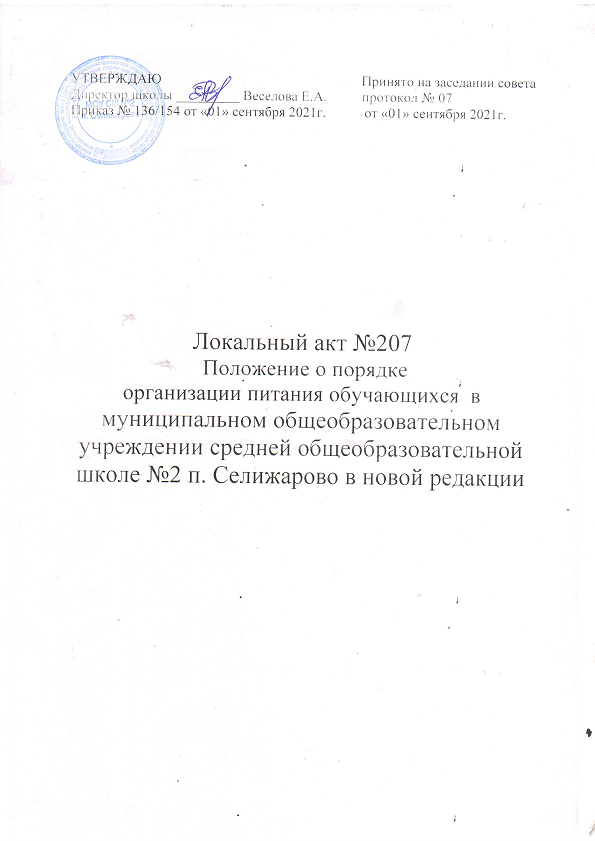 УТВЕРЖДАЮ
Директор школы _________ Веселова Е.А.
Приказ № 136/154 от «01» сентября 2021г.
Принято на заседании совета
протокол № 07
от «01» сентября 2021г.
Локальный акт №207
Положение о порядке
организации питания обучающихся в
муниципальном общеобразовательном
учреждении средней общеобразовательной
школе №2 п. Селижарово в новой редакции